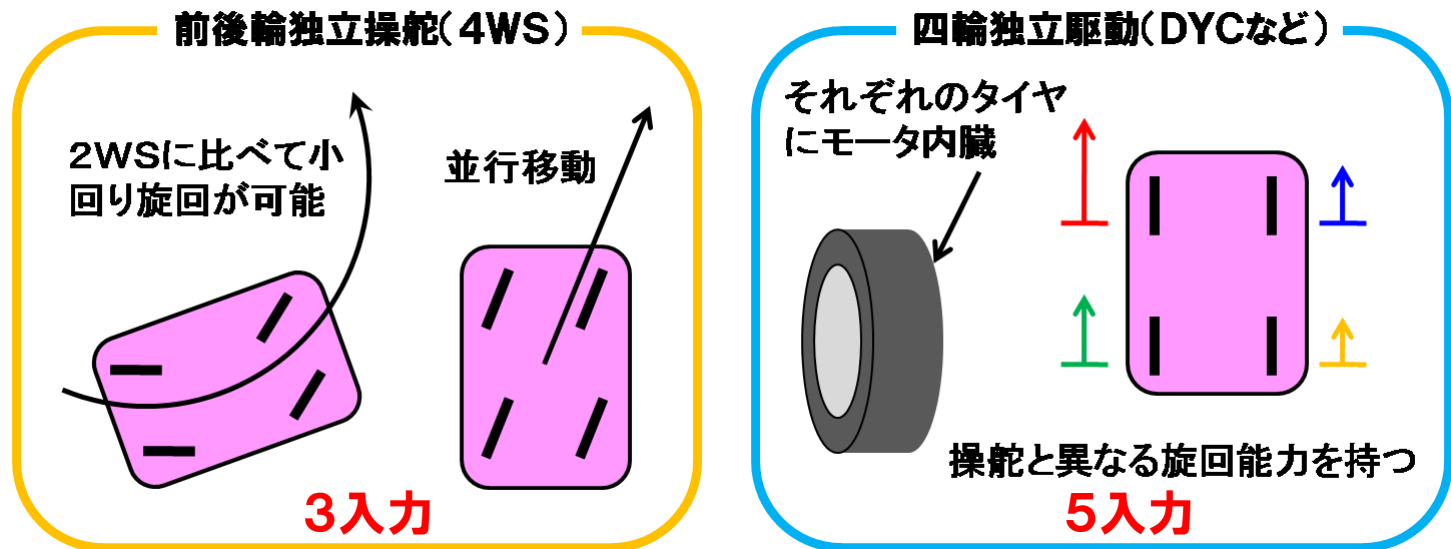 前後輪独立操舵(4WS)
2WSに比べて小
回り旋回が可能
並行移動
3入力
四輪独立駆動(DYCなど)
それぞれのタイヤ
にモータ内臓
操舵と異なる旋回能力を持つ
5入力